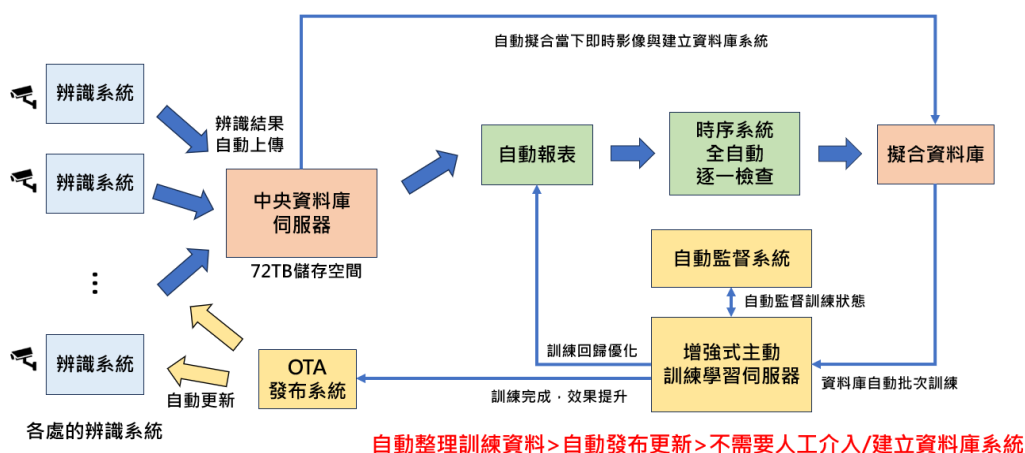 自動擬合當下即時影像與建立資料庫系統
辨識系統
辨識結果
自動上傳
辨識系統
中央資料庫
伺服器
72TB儲存空間
自動報表
時序系統
全自動
逐一檢查
擬合資料庫
自動監督系統
自動監督訓練狀態
⋮
辨識系統
自動更新
OTA
發布系統
訓練回歸優化
訓練完成，效果提升
增強式主動
訓練學習伺服器
資料庫自動批次訓練
各處的辨識系統
自動整理訓練資料>自動發布更新>不需要人工介入/建立資料庫系統